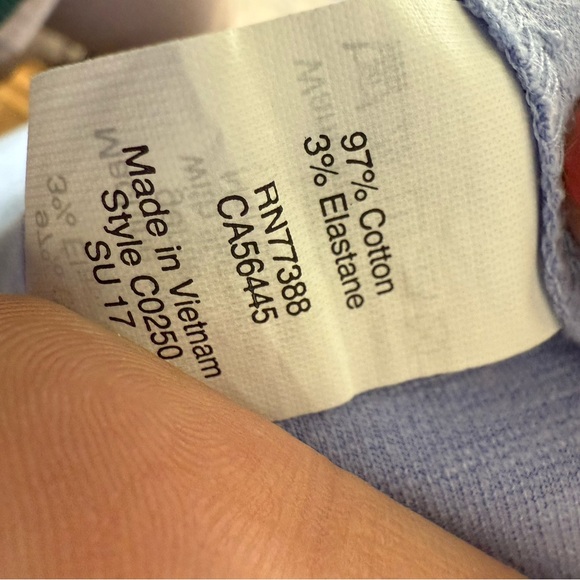 97% Cotton
3% Elastane
RN77388
CA56445
Made in Vietnam
Style C0250
SU 17